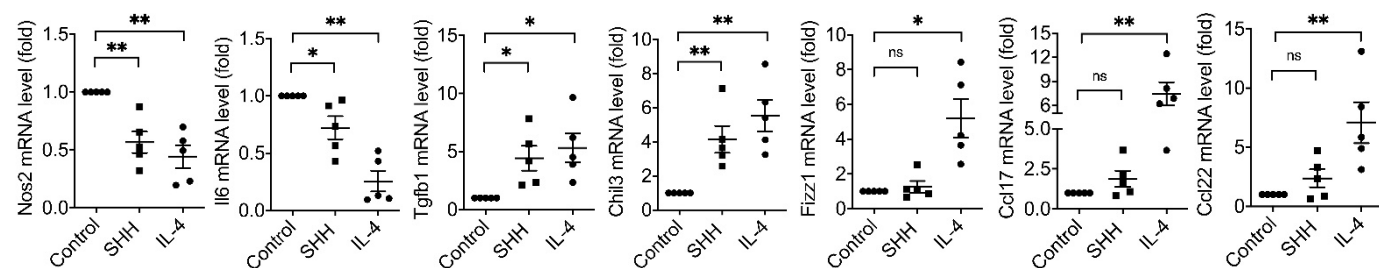 Nos2 mRNA level (fold)
1.5
1.0
0.5
0.0
**
**
Control
SHH
IL-4
Il6 mRNA level (fold)
1.5
1.0
0.5
0.0
**
*
Control
SHH
IL-4
Tgfb1 mRNA level (fold)
15
10
5
0
*
*
Control
SHH
IL-4
Chil3 mRNA level (fold)
10
8
6
4
2
0
**
**
Control
SHH
IL-4
Fizz1 mRNA level (fold)
10
8
6
4
2
0
*
ns
Control
SHH
IL-4
Ccl17 mRNA level (fold)
15
12
9
6
5.0
2.5
0.0
**
ns
Control
SHH
IL-4
Ccl22 mRNA level (fold)
15
10
5
0
**
ns
Control
SHH
IL-4